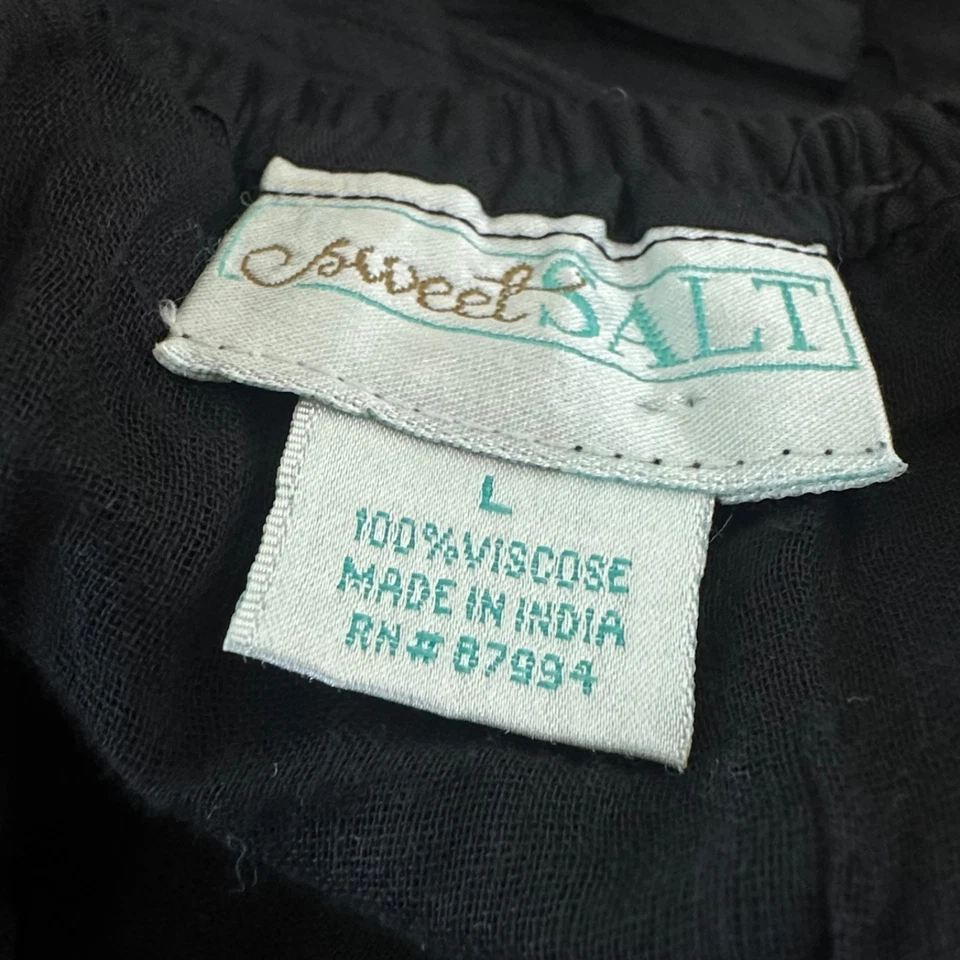 sweet SALT
L
100% VISCOSE
MADE IN INDIA
RN# 87994